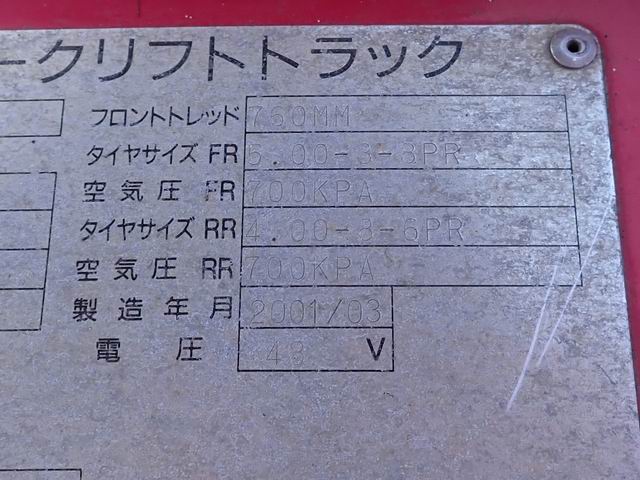 ークリフトトラック
フロントトレッド 760MM
タイヤサイズ FR 5.00-3-8PR
空気圧 FR 700KPA
タイヤサイズ RR 4.00-3-6PR
空気圧 RR 700KPA
製造年月 2001/03
電圧 48 V